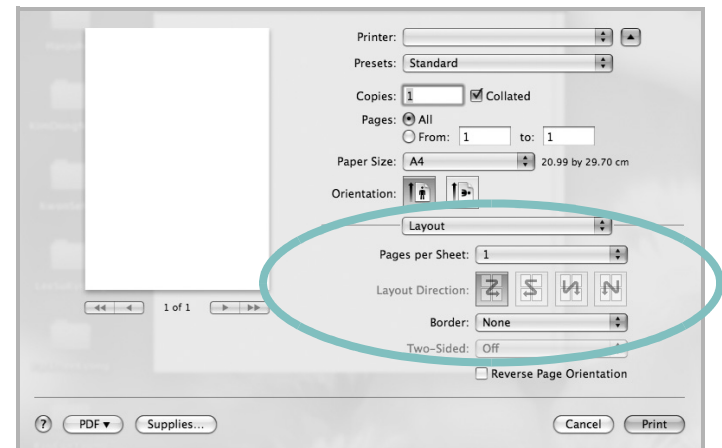 Printer:
Presets: Standard
Copies: 1 Collated
Pages: All
From: 1 to: 1
Paper Size: A4 20.99 by 29.70 cm
Orientation:
Layout
Pages per Sheet: 1
Layout Direction:
1 of 1
Border: None
Two-Sided: Off
Reverse Page Orientation
? PDF Supplies... Cancel Print